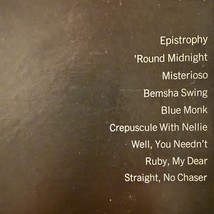 Epistrophy
'Round Midnight
Misterioso
Bemsha Swing
Blue Monk
Crepuscule With Nellie
Well, You Needn't
Ruby, My Dear
Straight, No Chaser